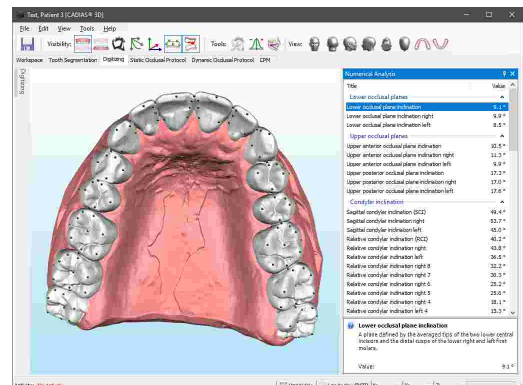 Test, Patient 3 [CADIAS® 3D]
File Edit View Tools Help
Visibility: Tools: View:
Workspace Tooth Segmentation Digitizing Static Occlusal Protocol Dynamic Occlusal Protocol CPM
Digitizing
Numerical Analysis
Title Value
Lower occlusal planes
Lower occlusal plane inclination 9.1 °
Lower occlusal plane inclination right 9.9 °
Lower occlusal plane inclination left 8.5 °
Upper occlusal planes
Upper anterior occlusal plane inclination 10.5 °
Upper anterior occlusal plane inclination right 11.3 °
Upper anterior occlusal plane inclination left 9.9 °
Upper posterior occlusal plane inclination 17.3 °
Upper posterior occlusal plane inclination right 17.0 °
Upper posterior occlusal plane inclination left 17.6 °
Condylar inclination
Sagittal condylar inclination (SCI) 49.4 °
Sagittal condylar inclination right 53.7 °
Sagittal condylar inclination left 45.0 °
Relative condylar inclination (RCI) 40.2 °
Relative condylar inclination right 43.8 °
Relative condylar inclination left 36.5 °
Relative condylar inclination right 8 32.2 °
Relative condylar inclination right 7 30.3 °
Relative condylar inclination right 6 25.2 °
Relative condylar inclination right 5 25.6 °
Relative condylar inclination right 4 18.1 °
Relative condylar inclination left 4 13.3 °
Lower occlusal plane inclination
A plane defined by the averaged tips of the two lower central
incisors and the distal cusps of the lower right and left first
molars.
Value: 9.1 °